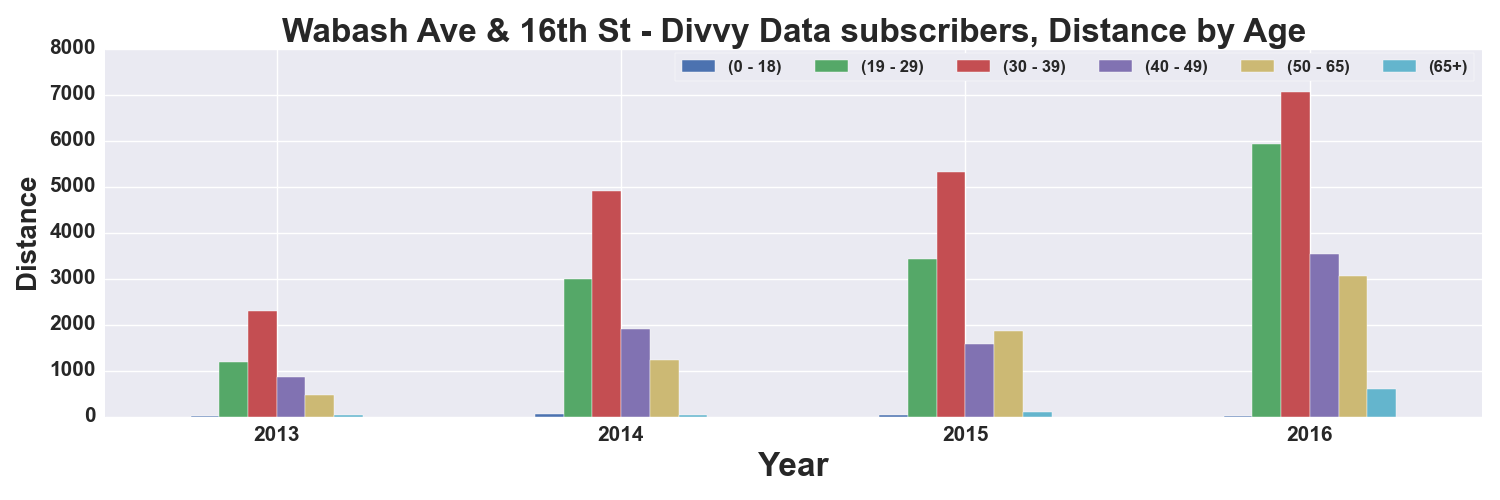 Wabash Ave & 16th St - Divvy Data subscribers, Distance by Age
8000
(0 - 18) (19 - 29) (30 - 39) (40 - 49) (50 - 65) (65+)
7000
6000
5000
4000
3000
2000
1000
0
Distance
2013 2014 2015 2016
Year